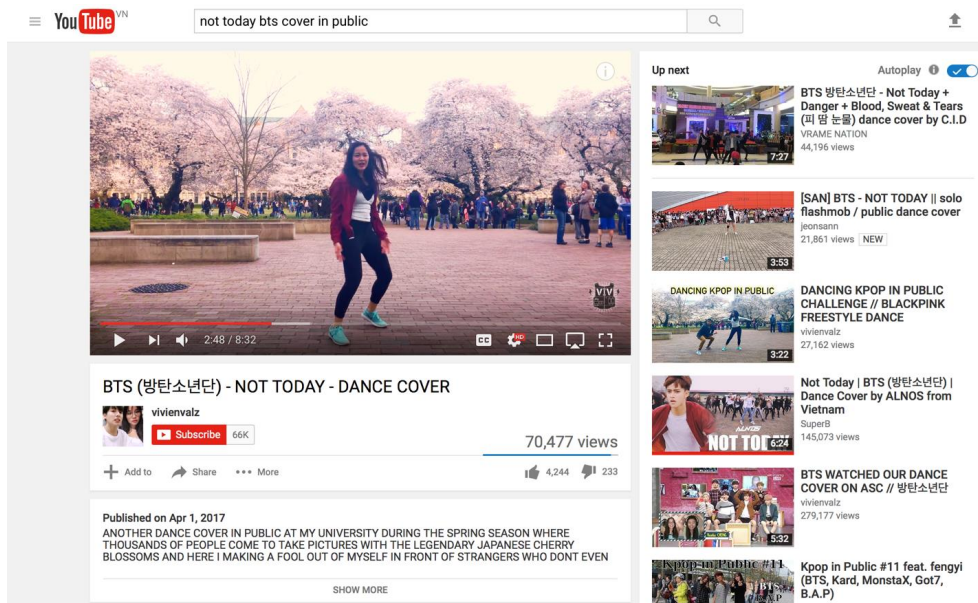 YouTube VN
not today bts cover in public
VIV
2:48 / 8:32
CC
HD
BTS (방탄소년단) - NOT TODAY - DANCE COVER
vivienvalz
Subscribe 66K
70,477 views
Add to Share More
4,244 233
Published on Apr 1, 2017
ANOTHER DANCE COVER IN PUBLIC AT MY UNIVERSITY DURING THE SPRING SEASON WHERE
THOUSANDS OF PEOPLE COME TO TAKE PICTURES WITH THE LEGENDARY JAPANESE CHERRY
BLOSSOMS AND HERE I MAKING A FOOL OUT OF MYSELF IN FRONT OF STRANGERS WHO DONT EVEN
SHOW MORE
Up next Autoplay
7:27
BTS 방탄소년단 - Not Today +
Danger + Blood, Sweat & Tears
(피 땀 눈물) dance cover by C.I.D
VRAME NATION
44,196 views
3:53
[SAN] BTS - NOT TODAY || solo
flashmob / public dance cover
jeonsann
21,861 views NEW
DANCING KPOP IN PUBLIC
3:22
DANCING KPOP IN PUBLIC
CHALLENGE // BLACKPINK
FREESTYLE DANCE
vivienvalz
27,162 views
ALNOS
NOT TODAY
6:24
Not Today | BTS (방탄소년단) |
Dance Cover by ALNOS from
Vietnam
SuperB
145,073 views
5:32
BTS WATCHED OUR DANCE
COVER ON ASC // 방탄소년단
vivienvalz
279,177 views
Kpop in Public #11
BTS
B.A.P
Kpop in Public #11 feat. fengyi
(BTS, Kard, MonstaX, Got7,
B.A.P)